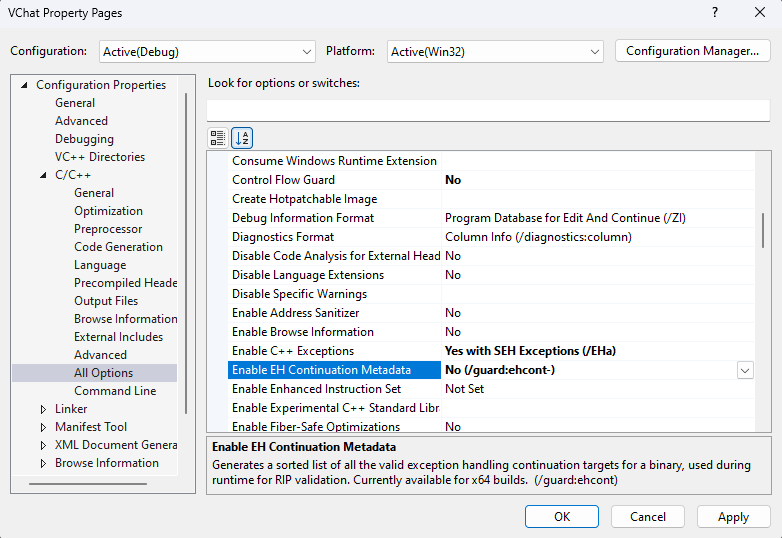 VChat Property Pages
?
Configuration: Active(Debug) Platform: Active(Win32) Configuration Manager...
Configuration Properties
General
Advanced
Debugging
VC++ Directories
C/C++
General
Optimization
Preprocessor
Code Generation
Language
Precompiled Heade
Output Files
Browse Information
External Includes
Advanced
All Options
Command Line
Linker
Manifest Tool
XML Document Genera
Browse Information
Look for options or switches:
Consume Windows Runtime Extension
Control Flow Guard No
Create Hotpatchable Image
Debug Information Format Program Database for Edit And Continue (/ZI)
Diagnostics Format Column Info (/diagnostics:column)
Disable Code Analysis for External Head No
Disable Language Extensions No
Disable Specific Warnings
Enable Address Sanitizer No
Enable Browse Information No
Enable C++ Exceptions Yes with SEH Exceptions (/EHa)
Enable EH Continuation Metadata No (/guard:ehcont-)
Enable Enhanced Instruction Set Not Set
Enable Experimental C++ Standard Libr
Enable Fiber-Safe Optimizations No
Enable EH Continuation Metadata
Generates a sorted list of all the valid exception handling continuation targets for a binary, used during
runtime for RIP validation. Currently available for x64 builds. (/guard:ehcont)
OK Cancel Apply